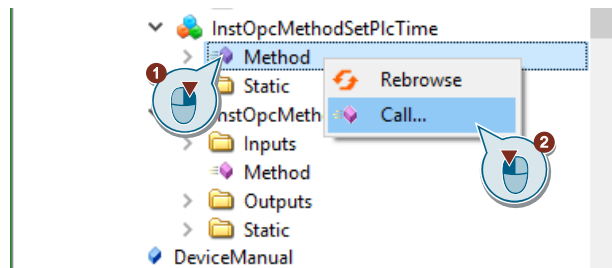 InstOpcMethodSetPlcTime
Method
1
Rebrowse
Static
InstOpcMeth
Call...
2
Inputs
Method
Outputs
Static
DeviceManual